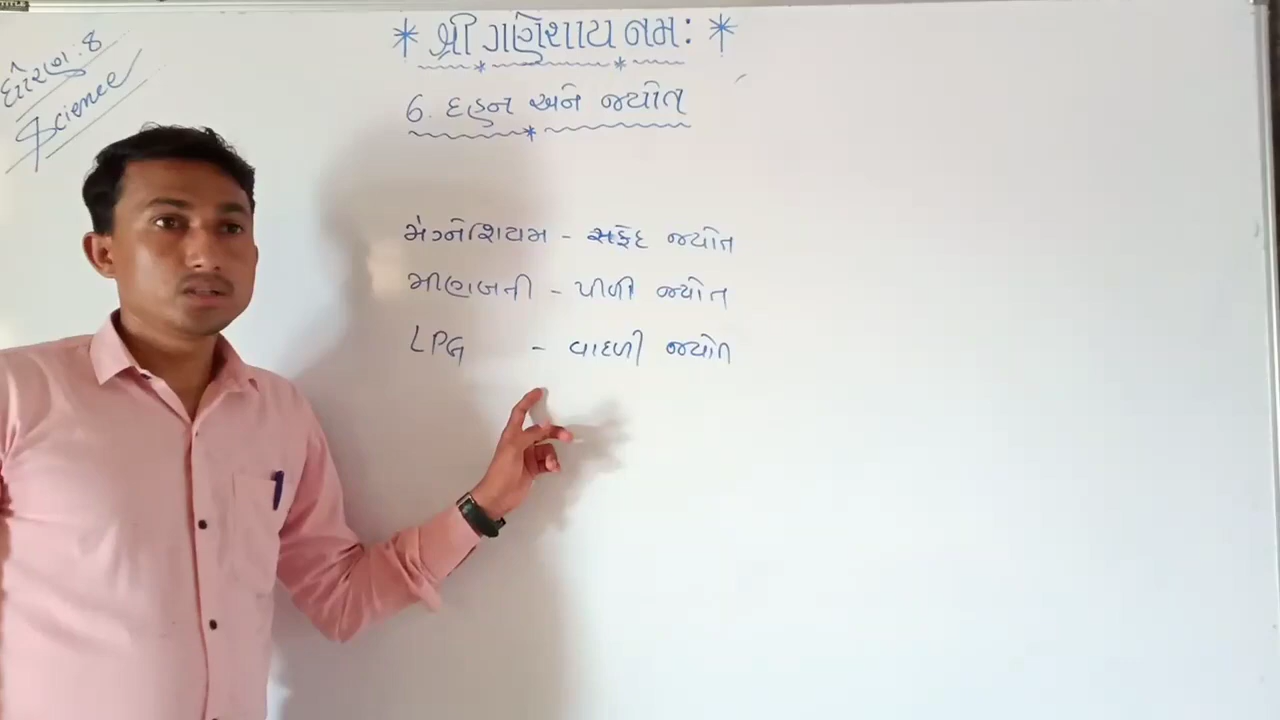 ધોરણ : 8
Science
* શ્રી ગણેશાય નમ: *
6. દહન અને જ્યોત
મેગ્નેશિયમ - સફેદ જ્યોત
મીણબત્તી - પીળી જ્યોત
LPG - વાદળી જ્યોત